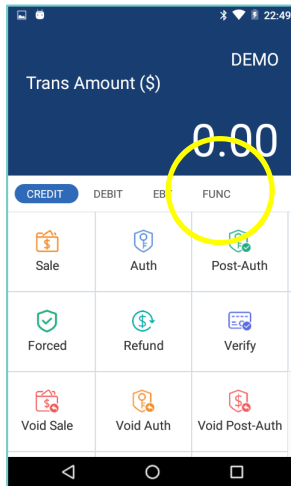 22:49
DEMO
Trans Amount ($)
0.00
CREDIT DEBIT EBT FUNC
Sale Auth Post-Auth
Forced Refund Verify
Void Sale Void Auth Void Post-Auth